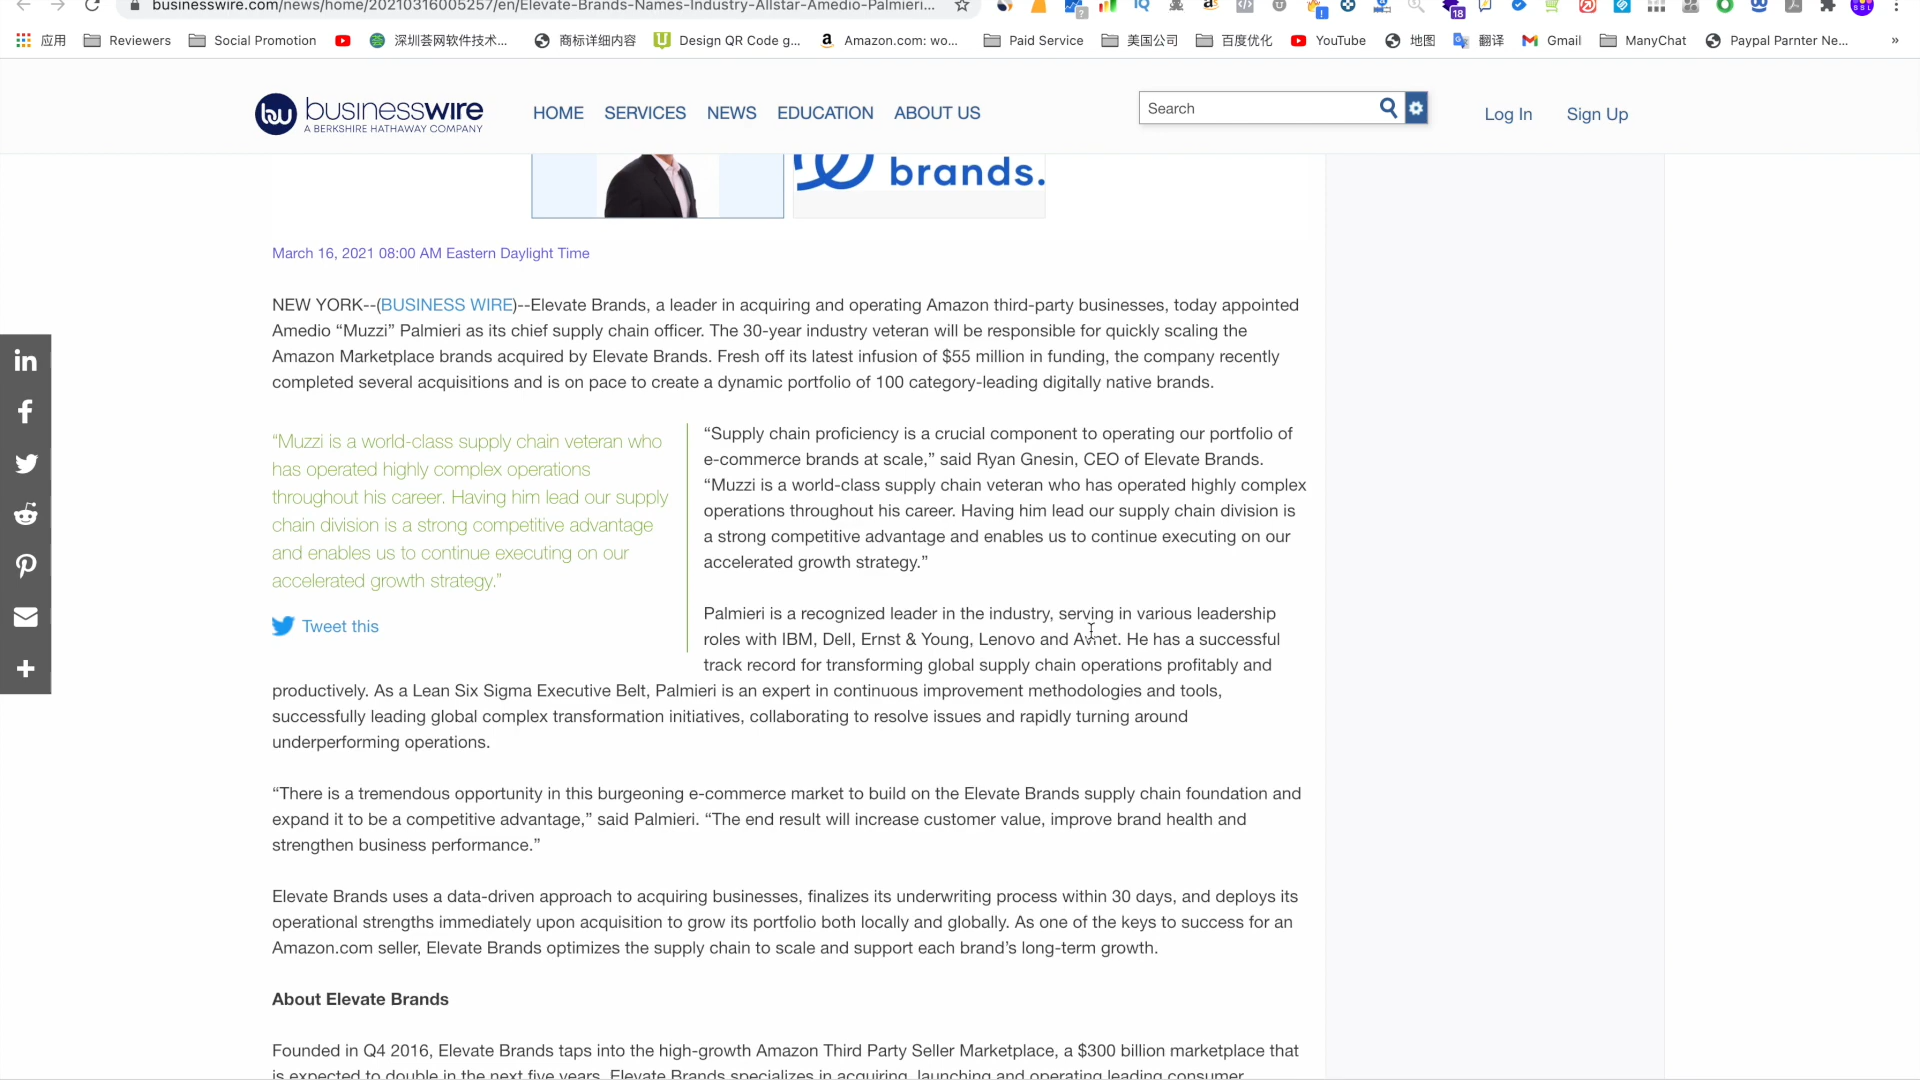 businesswire.com/news/home/20210316005257/en/Elevate-Brands-Names-Industry-Allstar-Amedio-Palmieri...
应用
Reviewers
Social Promotion
深圳荟网软件技术...
商标详细内容
Design QR Code g...
Amazon.com: wo...
Paid Service
美国公司
百度优化
YouTube
地图
翻译
Gmail
ManyChat
Paypal Parnter Ne...
»
18
businesswire
A BERKSHIRE HATHAWAY COMPANY
HOME
SERVICES
NEWS
EDUCATION
ABOUT US
Search
Log In
Sign Up
brands.
March 16, 2021 08:00 AM Eastern Daylight Time
NEW YORK--(BUSINESS WIRE)--Elevate Brands, a leader in acquiring and operating Amazon third-party businesses, today appointed
Amedio “Muzzi” Palmieri as its chief supply chain officer. The 30-year industry veteran will be responsible for quickly scaling the
Amazon Marketplace brands acquired by Elevate Brands. Fresh off its latest infusion of $55 million in funding, the company recently
completed several acquisitions and is on pace to create a dynamic portfolio of 100 category-leading digitally native brands.
“Muzzi is a world-class supply chain veteran who
has operated highly complex operations
throughout his career. Having him lead our supply
chain division is a strong competitive advantage
and enables us to continue executing on our
accelerated growth strategy.”
Tweet this
“Supply chain proficiency is a crucial component to operating our portfolio of
e-commerce brands at scale,” said Ryan Gnesin, CEO of Elevate Brands.
“Muzzi is a world-class supply chain veteran who has operated highly complex
operations throughout his career. Having him lead our supply chain division is
a strong competitive advantage and enables us to continue executing on our
accelerated growth strategy.”
Palmieri is a recognized leader in the industry, serving in various leadership
roles with IBM, Dell, Ernst & Young, Lenovo and Avnet. He has a successful
track record for transforming global supply chain operations profitably and
productively. As a Lean Six Sigma Executive Belt, Palmieri is an expert in continuous improvement methodologies and tools,
successfully leading global complex transformation initiatives, collaborating to resolve issues and rapidly turning around
underperforming operations.
“There is a tremendous opportunity in this burgeoning e-commerce market to build on the Elevate Brands supply chain foundation and
expand it to be a competitive advantage,” said Palmieri. “The end result will increase customer value, improve brand health and
strengthen business performance.”
Elevate Brands uses a data-driven approach to acquiring businesses, finalizes its underwriting process within 30 days, and deploys its
operational strengths immediately upon acquisition to grow its portfolio both locally and globally. As one of the keys to success for an
Amazon.com seller, Elevate Brands optimizes the supply chain to scale and support each brand’s long-term growth.
About Elevate Brands
Founded in Q4 2016, Elevate Brands taps into the high-growth Amazon Third Party Seller Marketplace, a $300 billion marketplace that
is expected to double in the next five years. Elevate Brands specializes in acquiring, launching and operating leading consumer